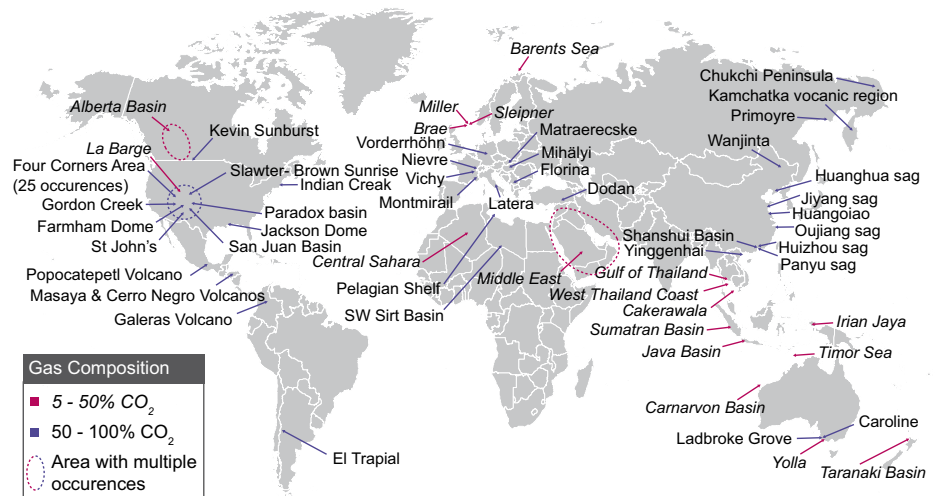 Barents Sea
Chukchi Peninsula
Kamchatka vocanic region
Primoyre
Wanjinta
Alberta Basin
Miller
Sleipner
Brae
Kevin Sunburst
Matraerecske
Vorderrhöhn
La Barge
Nievre
Mihályi
Four Corners Area
(25 occurences)
Slawter- Brown Sunrise
Vichy
Florina
Huanghua sag
Indian Creak
Gordon Creek
Montmirail
Latera
Dodan
Jiyang sag
Paradox basin
Huangoiao
Farmham Dome
Jackson Dome
Oujiang sag
Shanshui Basin
St John's
San Juan Basin
Yinggenhai
Huizhou sag
Central Sahara
Panyu sag
Popocatepetl Volcano
Middle East
Gulf of Thailand
Pelagian Shelf
West Thailand Coast
Masaya & Cerro Negro Volcanos
Cakerawala
Galeras Volcano
SW Sirt Basin
Sumatran Basin
Irian Jaya
Java Basin
Timor Sea
Gas Composition
5 - 50% CO2
50 - 100% CO2
Area with multiple
occurences
Carnarvon Basin
Caroline
Ladbroke Grove
El Trapial
Yolla
Taranaki Basin